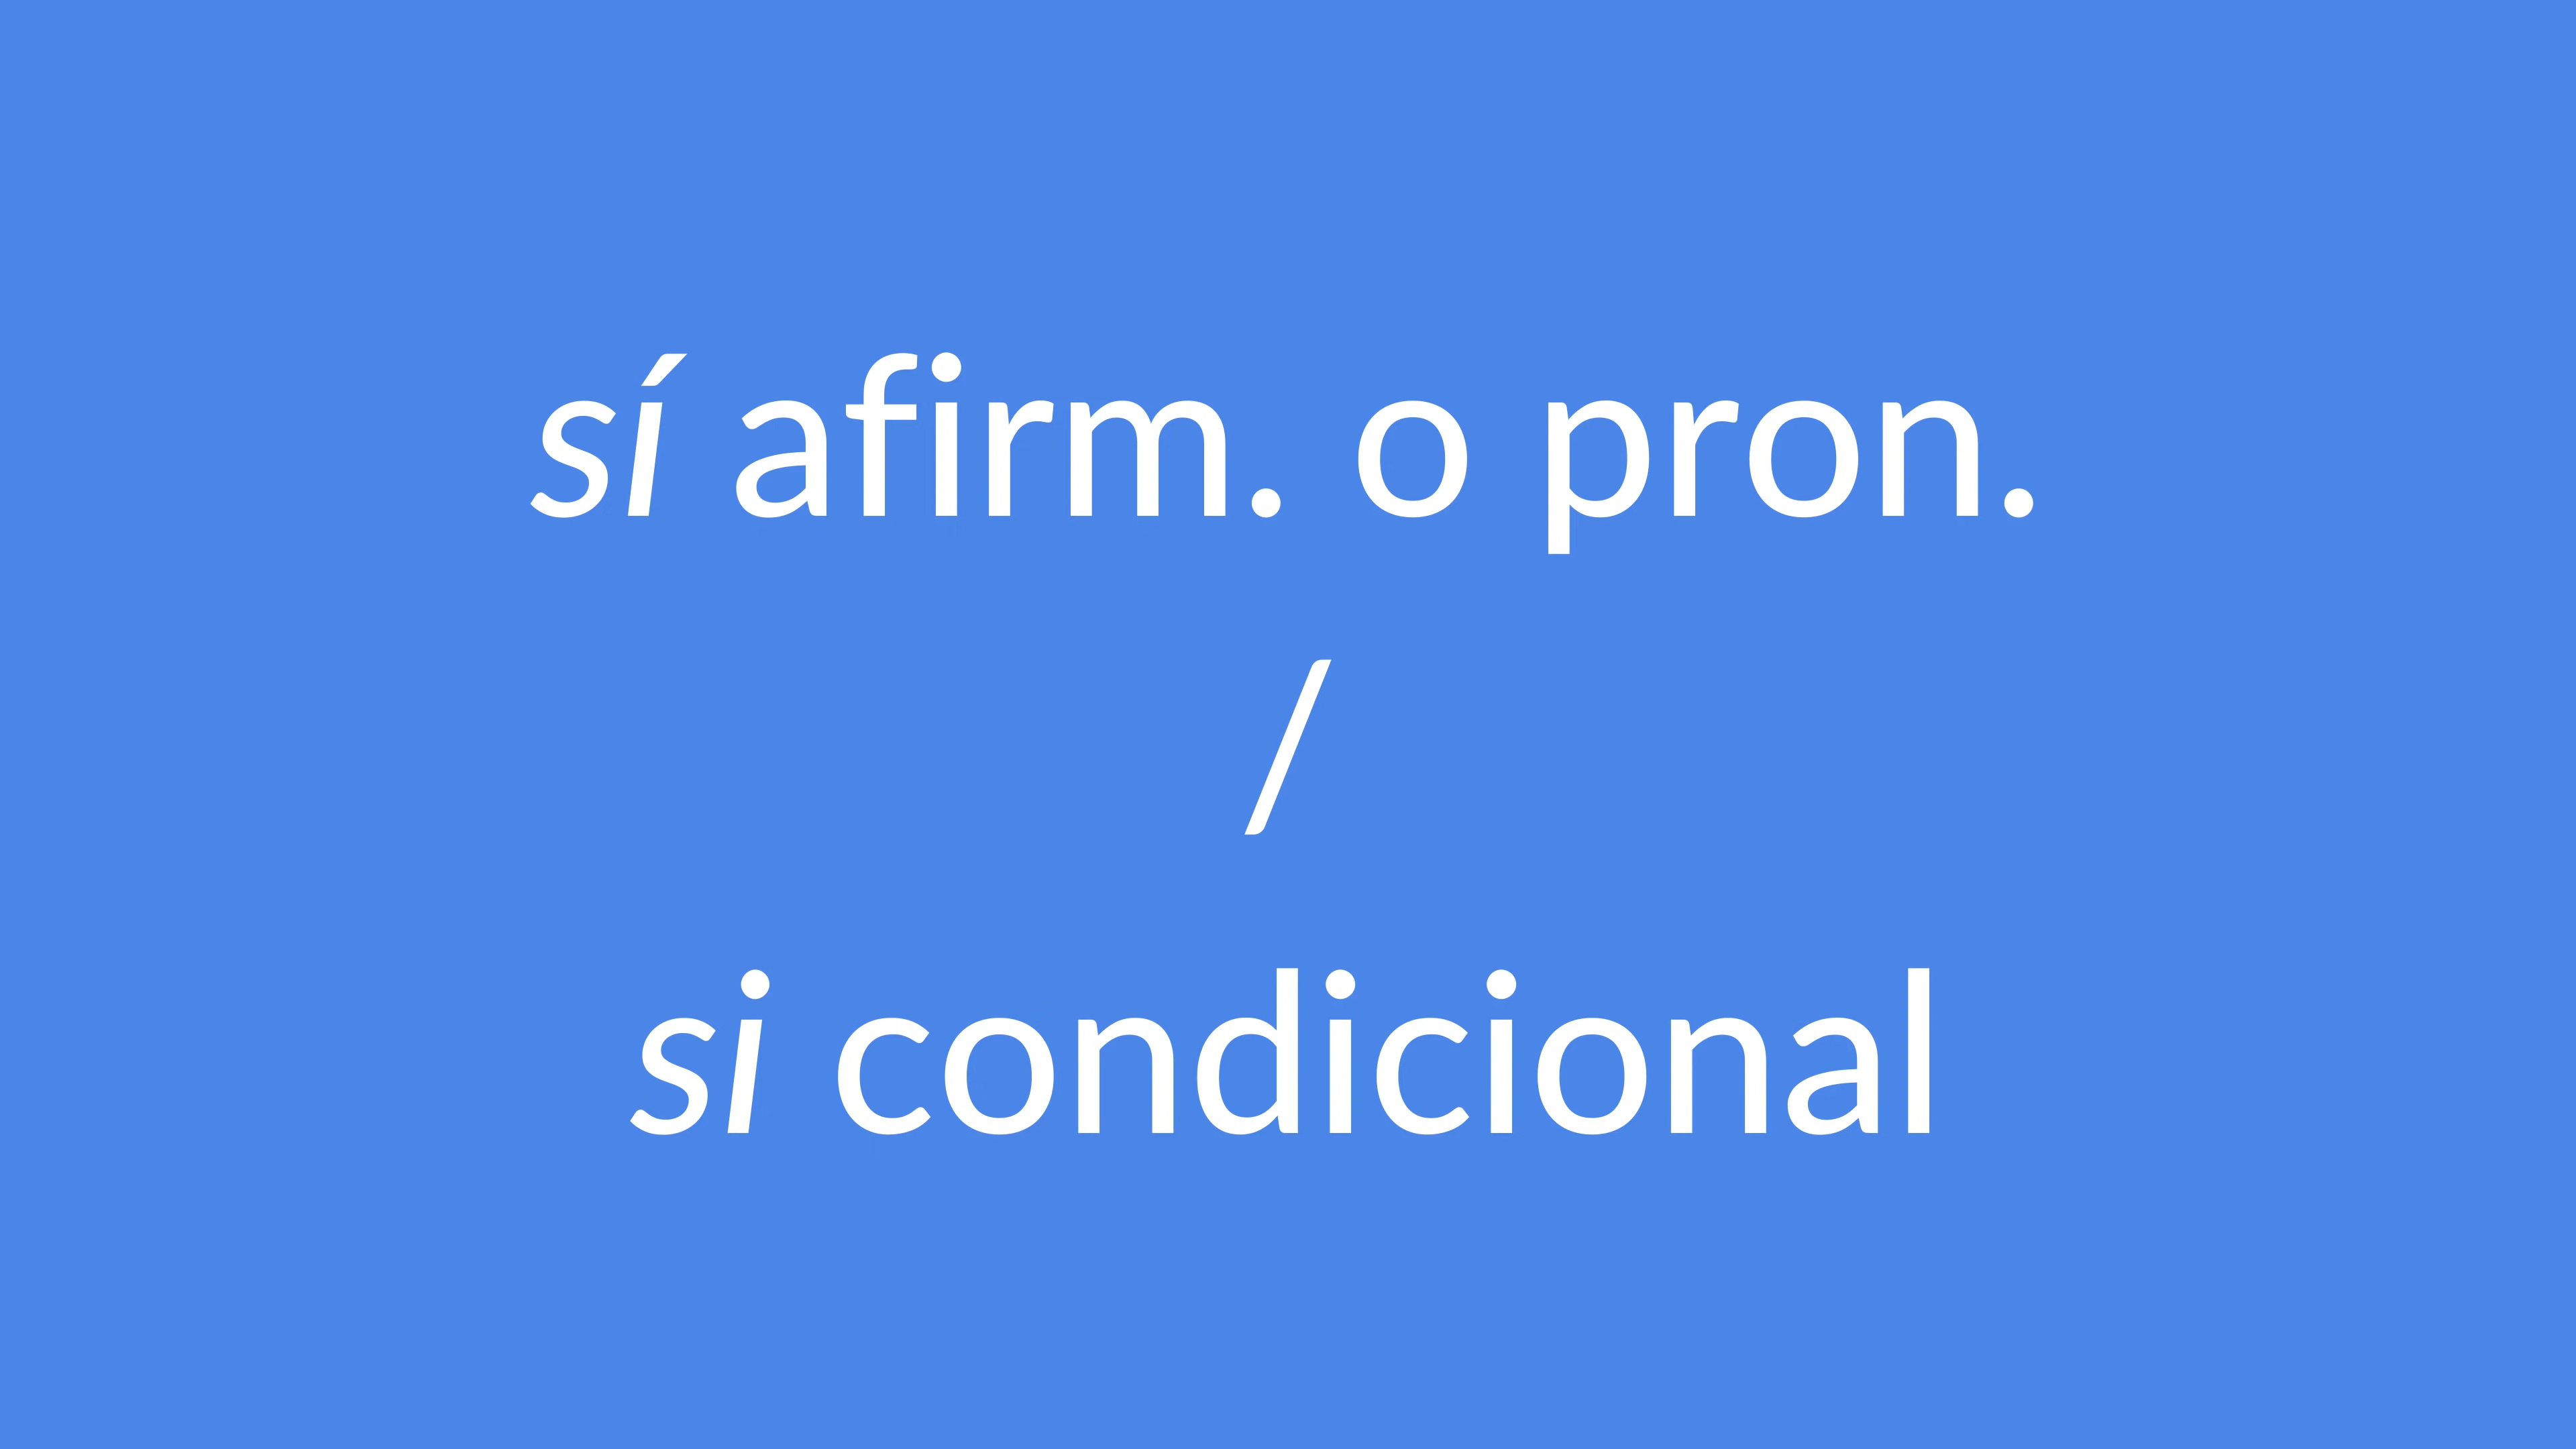 sí afirm. o pron.
/
si condicional